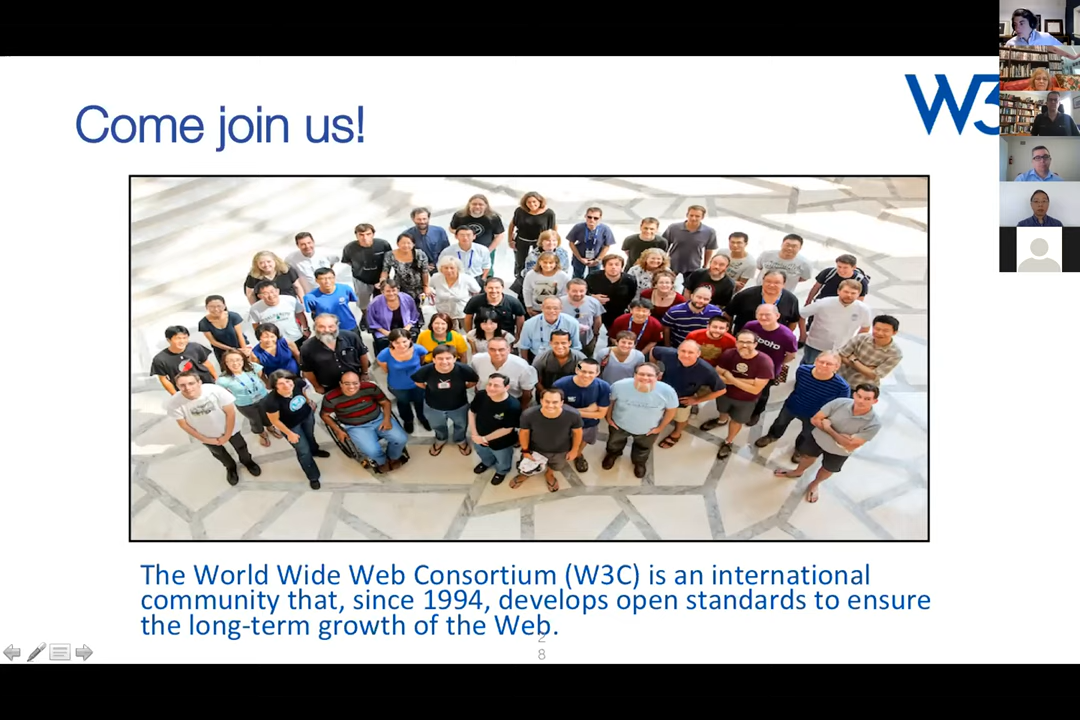 Come join us!
W3
The World Wide Web Consortium (W3C) is an international
community that, since 1994, develops open standards to ensure
the long-term growth of the Web.
2
8